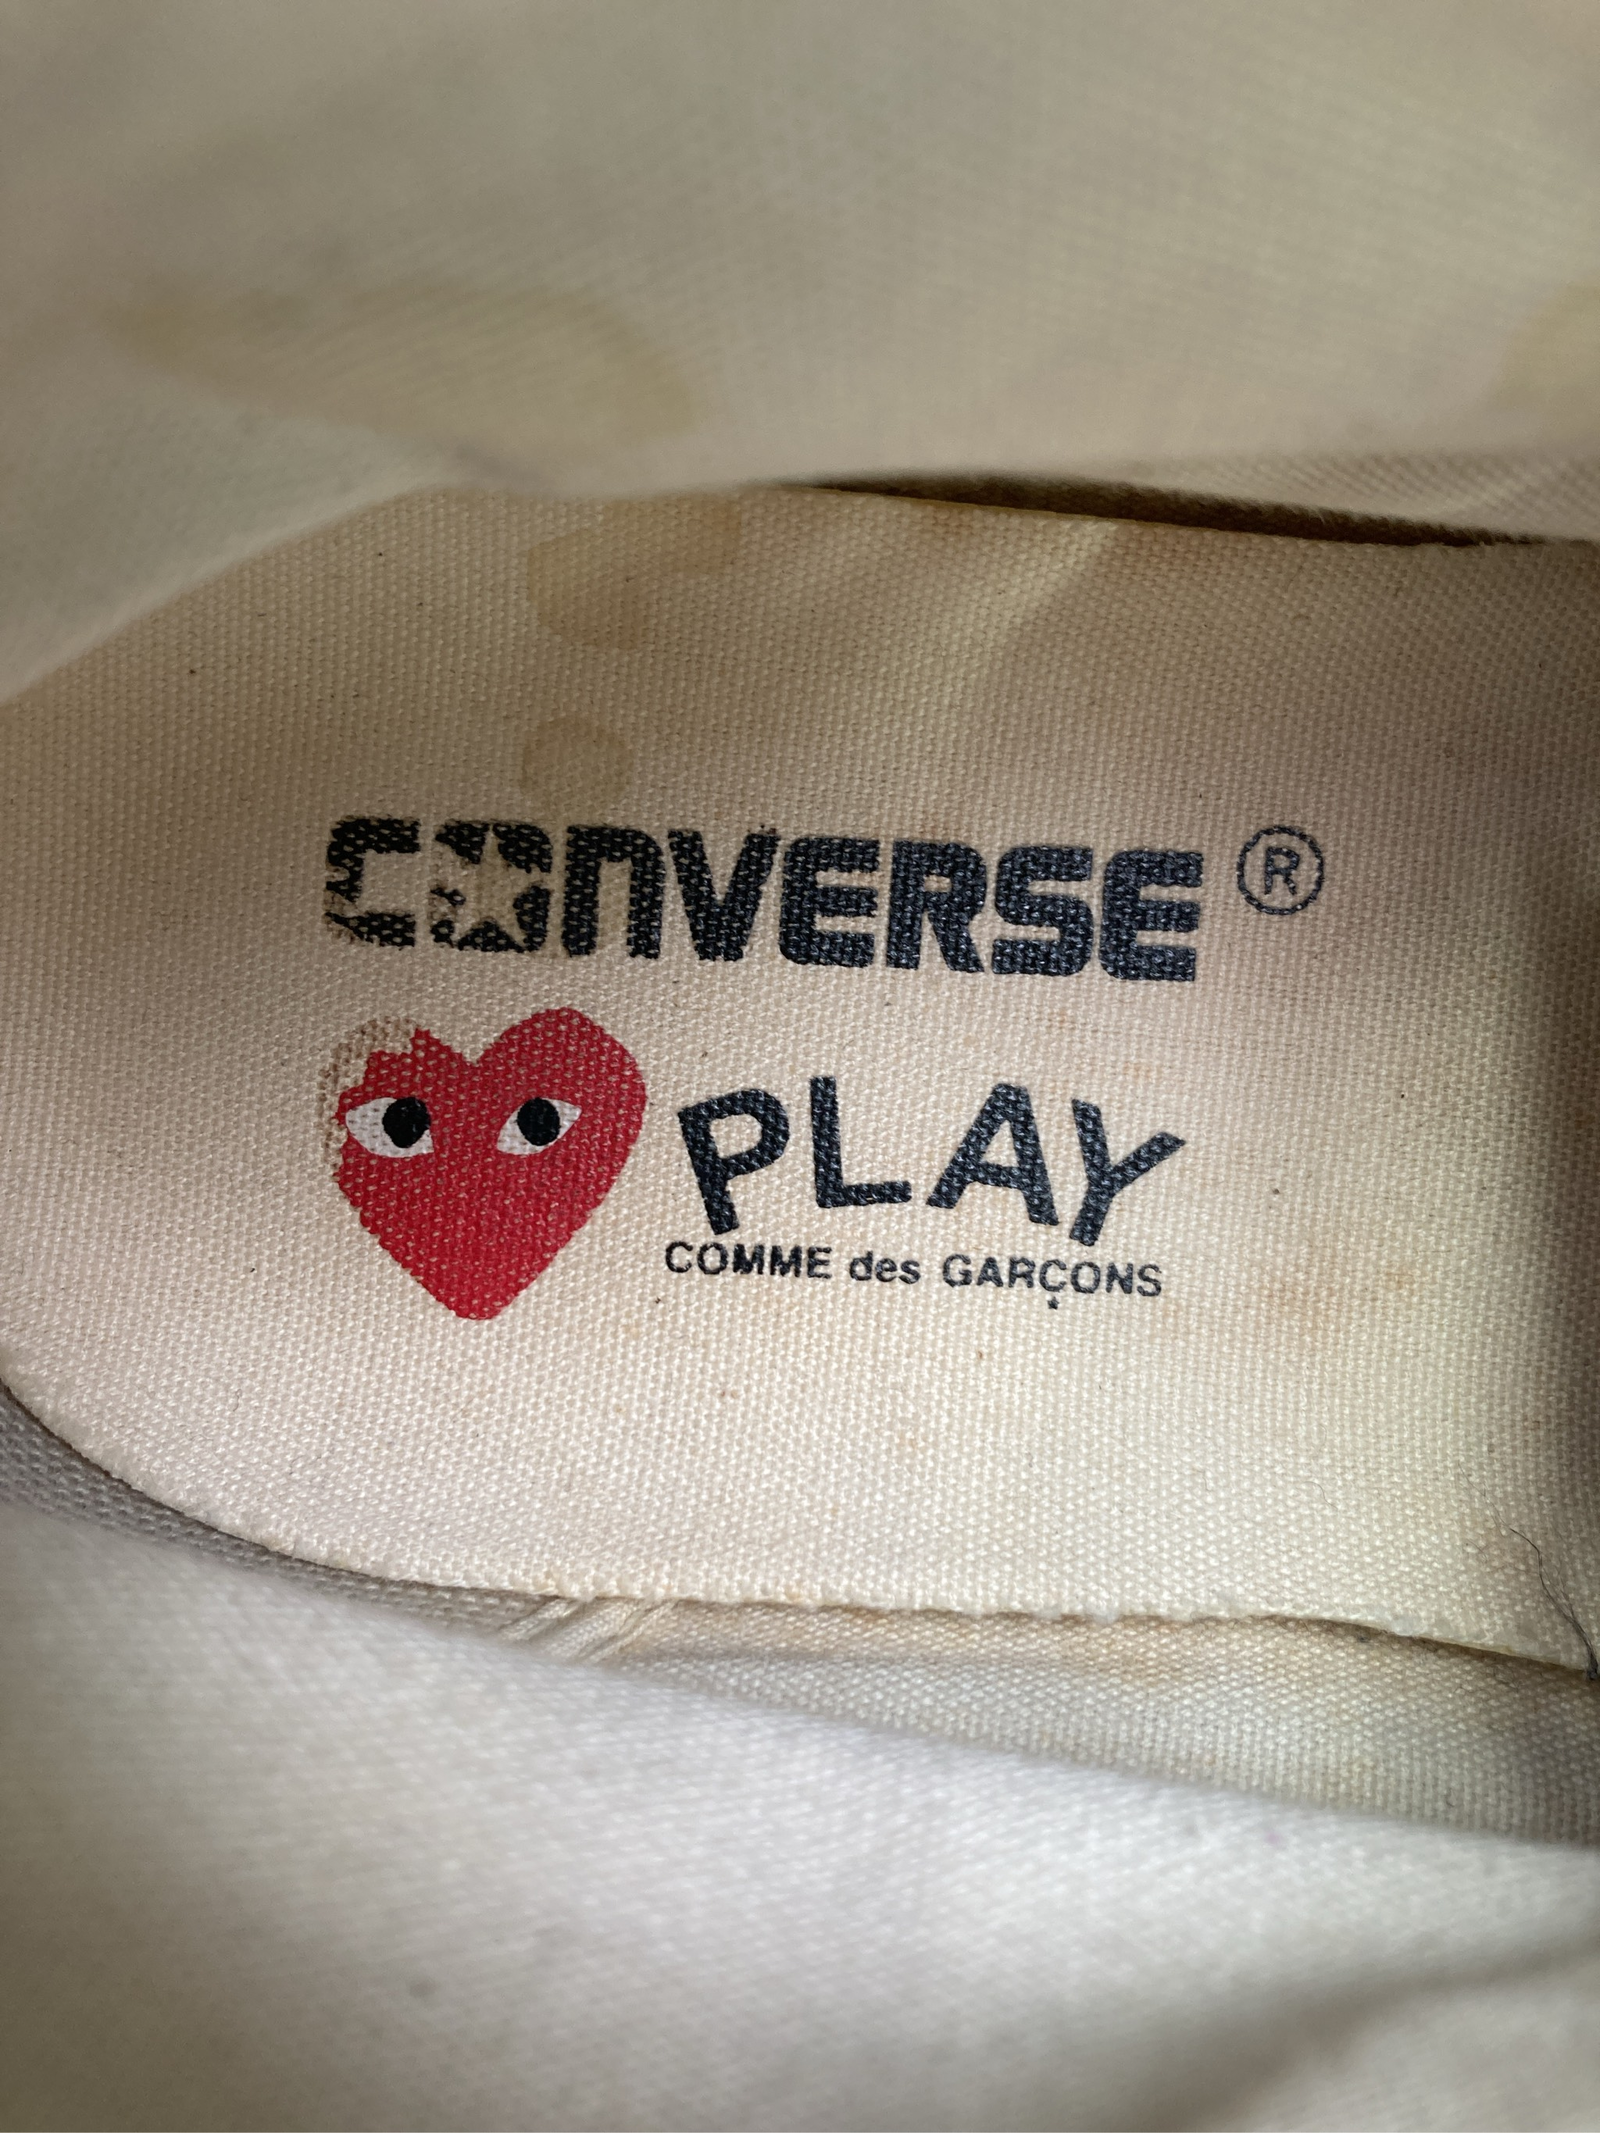 CONVERSE®
PLAY
COMME des GARÇONS